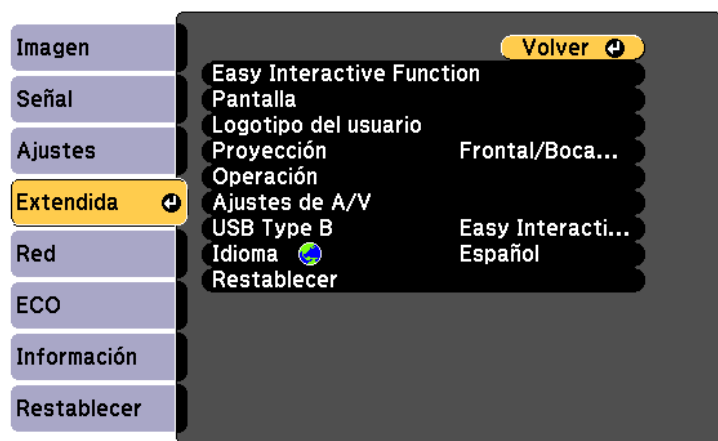 Imagen
Señal
Ajustes
Extendida
Red
ECO
Información
Restablecer
Volver
Easy Interactive Function
Pantalla
Logotipo del usuario
Proyección Frontal/Boca...
Operación
Ajustes de A/V
USB Type B Easy Interacti...
Idioma Español
Restablecer